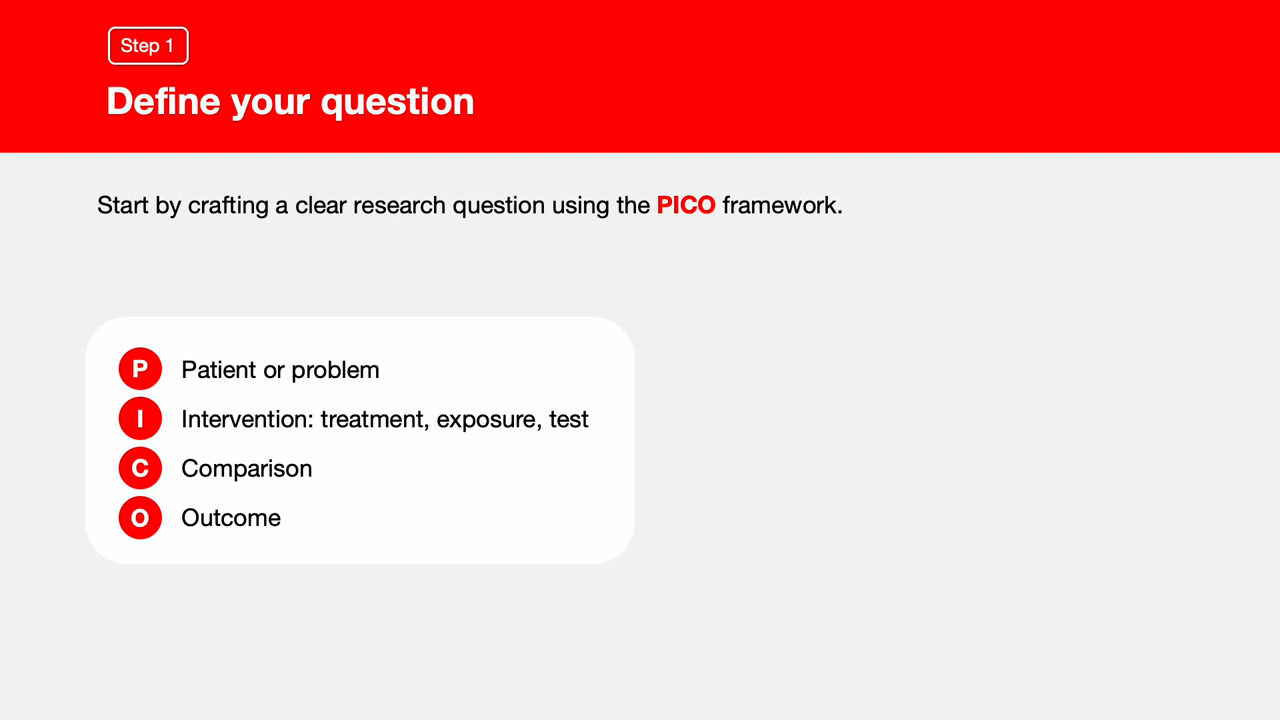 Step 1
Define your question
Start by crafting a clear research question using the PICO framework.
P Patient or problem
I Intervention: treatment, exposure, test
C Comparison
O Outcome